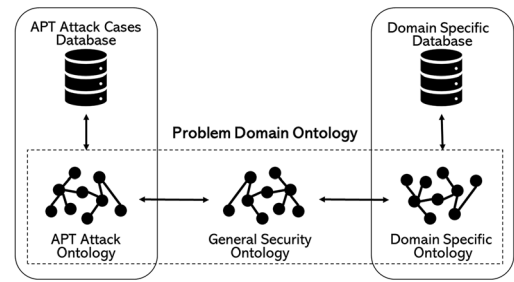 APT Attack Cases
Database
Domain Specific
Database
Problem Domain Ontology
APT Attack
Ontology
General Security
Ontology
Domain Specific
Ontology